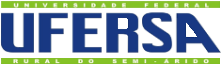 UNIVERSIDADE FEDERAL
UFERSA
RURAL DO SEMI-ÁRIDO